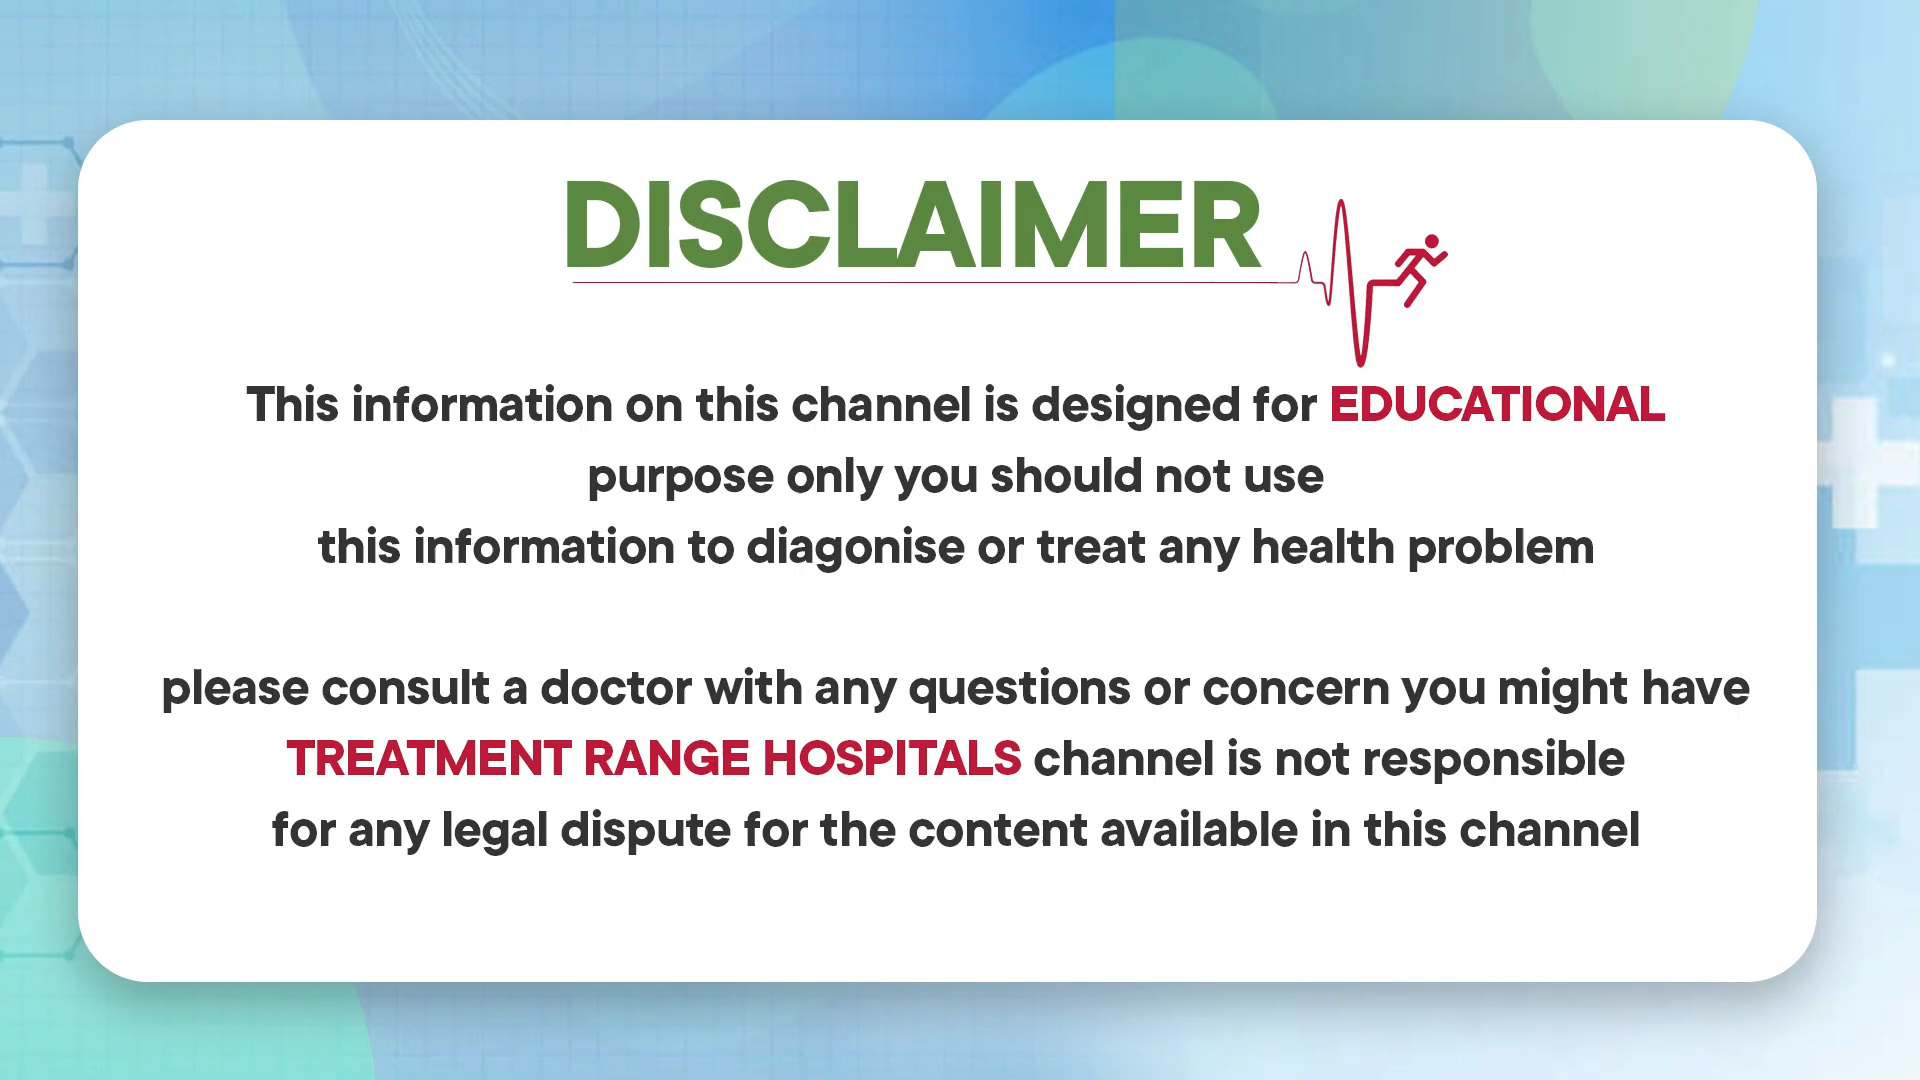 DISCLAIMER
This information on this channel is designed for EDUCATIONAL
purpose only you should not use
this information to diagonise or treat any health problem
please consult a doctor with any questions or concern you might have
TREATMENT RANGE HOSPITALS channel is not responsible
for any legal dispute for the content available in this channel